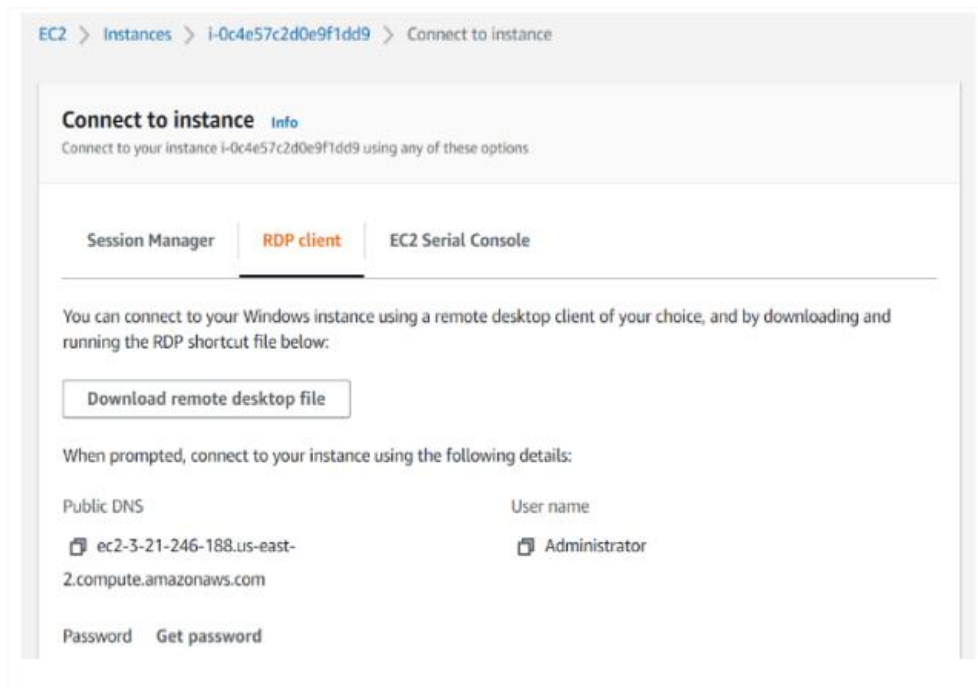 EC2 > Instances > i-0c4e57c2d0e9f1dd9 > Connect to instance
Connect to instance Info
Connect to your instance i-0c4e57c2d0e9f1dd9 using any of these options
Session Manager RDP client EC2 Serial Console
You can connect to your Windows instance using a remote desktop client of your choice, and by downloading and
running the RDP shortcut file below:
Download remote desktop file
When prompted, connect to your instance using the following details:
Public DNS User name
ec2-3-21-246-188.us-east- Administrator
2.compute.amazonaws.com
Password Get password